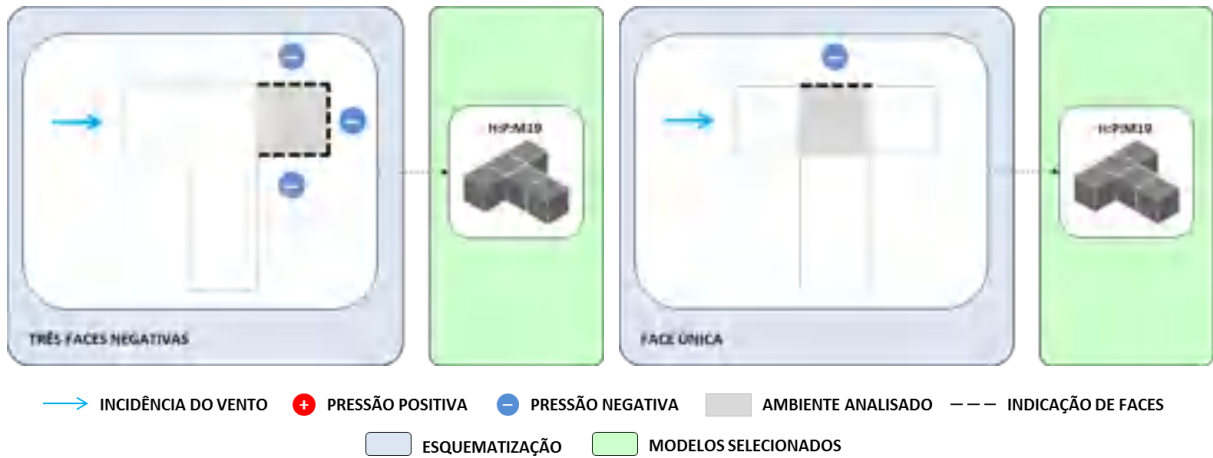 H:P:M19
H:P:M19
TRÊS FACES NEGATIVAS
FACE ÚNICA
INCIDÊNCIA DO VENTO
PRESSÃO POSITIVA
PRESSÃO NEGATIVA
AMBIENTE ANALISADO
INDICAÇÃO DE FACES
ESQUEMATIZAÇÃO
MODELOS SELECIONADOS